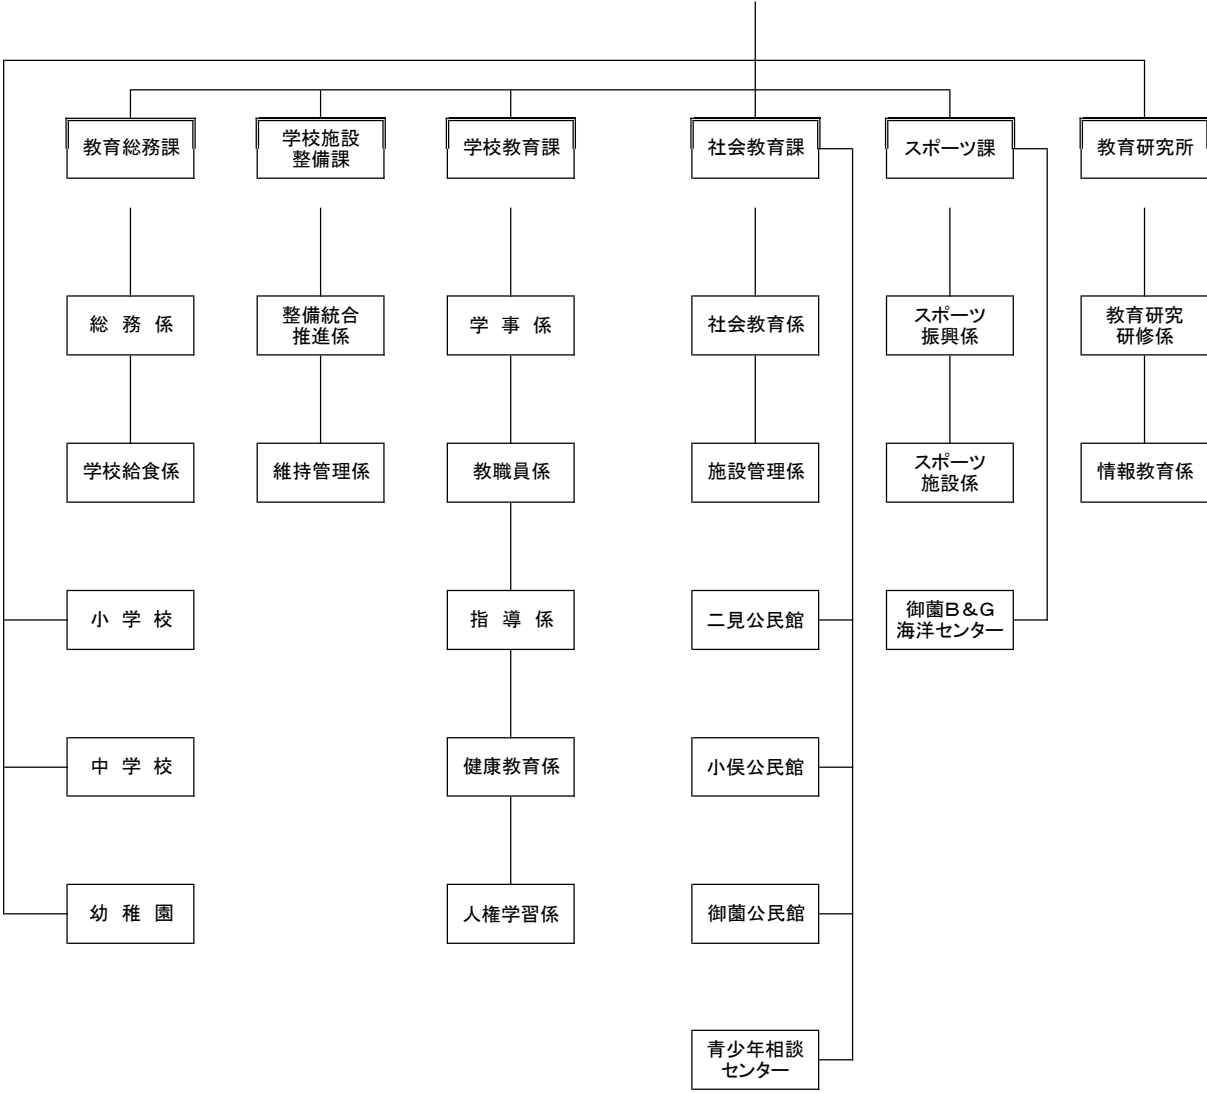 教育総務課
学校施設
整備課
学校教育課
社会教育課
スポーツ課
教育研究所
総 務 係
整備統合
推進係
学 事 係
社会教育係
スポーツ
振興係
教育研究
研修係
学校給食係
維持管理係
教職員係
施設管理係
スポーツ
施設係
情報教育係
小 学 校
指 導 係
二見公民館
御薗B&G
海洋センター
中 学 校
健康教育係
小俣公民館
幼 稚 園
人権学習係
御薗公民館
青少年相談
センター